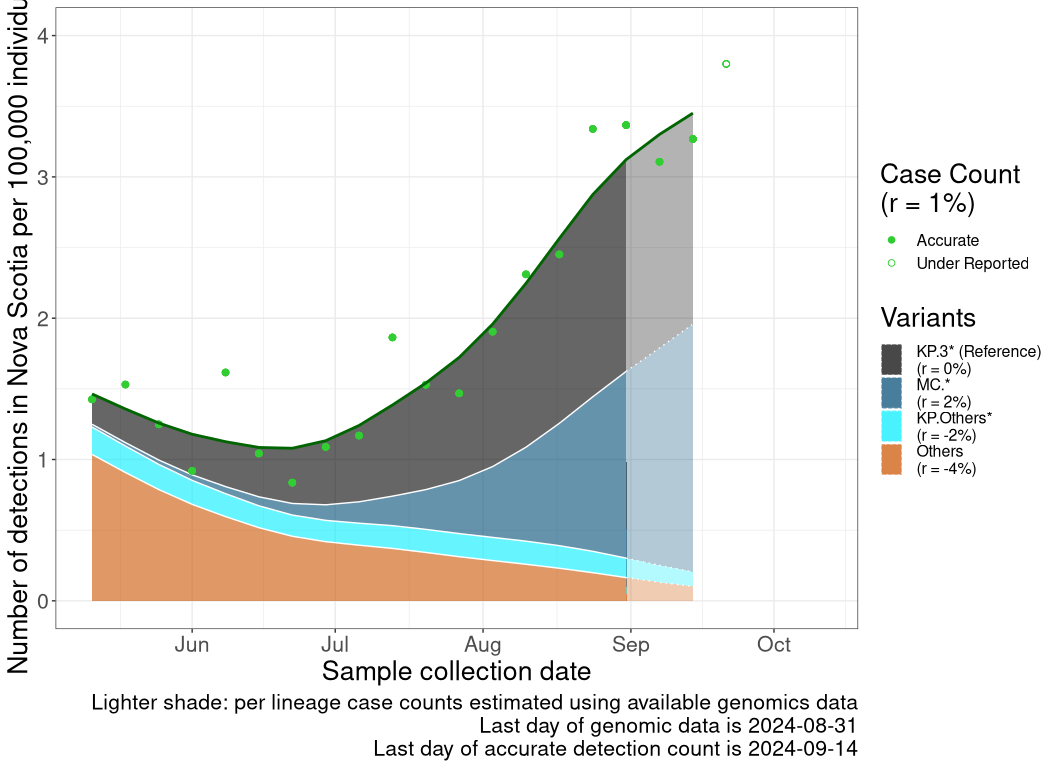 Number of detections in Nova Scotia per 100,000
4
3
2
1
0
Jun Jul Aug Sep Oct
Sample collection date
Case Count
(r = 1%)
Accurate
Under Reported
Variants
KP.3* (Reference)
(r = 0%)
MC.*
(r = 2%)
KP.Others*
(r = -2%)
Others
(r = -4%)
Lighter shade: per lineage case counts estimated using available genomics data
Last day of genomic data is 2024-08-31
Last day of accurate detection count is 2024-09-14